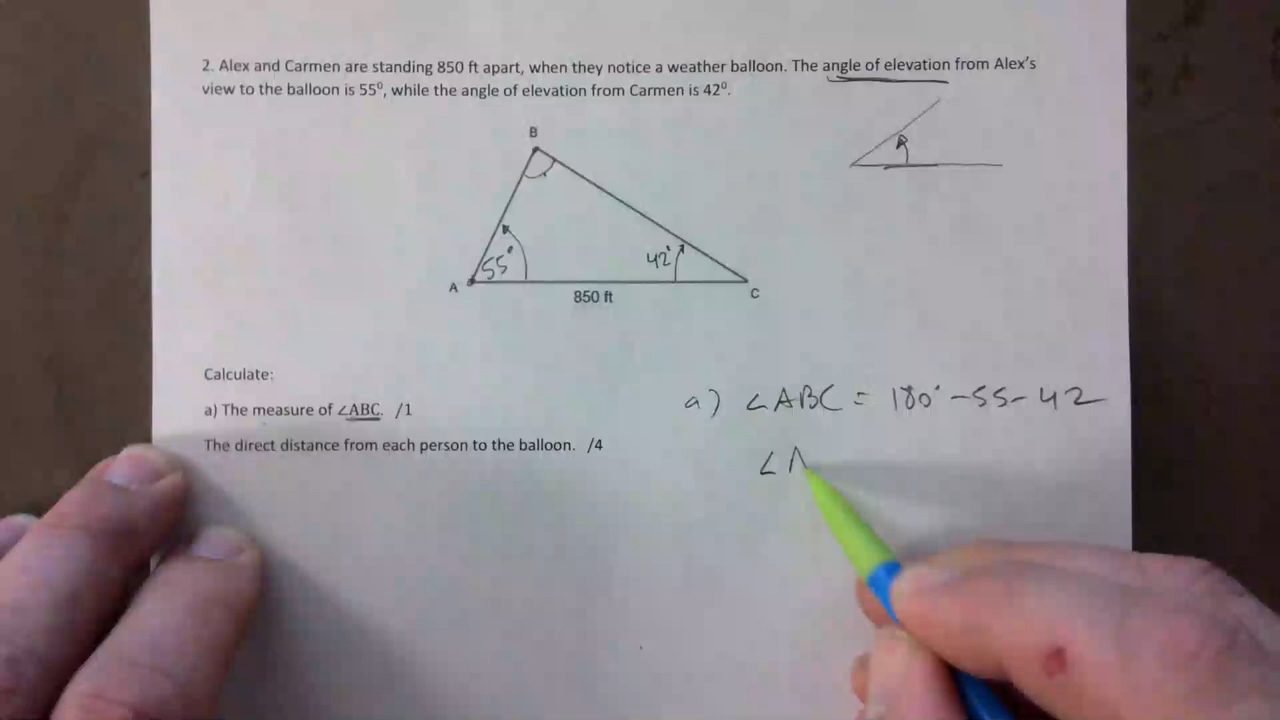 2. Alex and Carmen are standing 850 ft apart, when they notice a weather balloon. The angle of elevation from Alex's
view to the balloon is 55⁰, while the angle of elevation from Carmen is 42⁰.
B
55°
42°
A
850 ft
C
Calculate:
a) The measure of ∠ABC. /1
The direct distance from each person to the balloon. /4
a) ∠ABC = 180° - 55 - 42
∠A